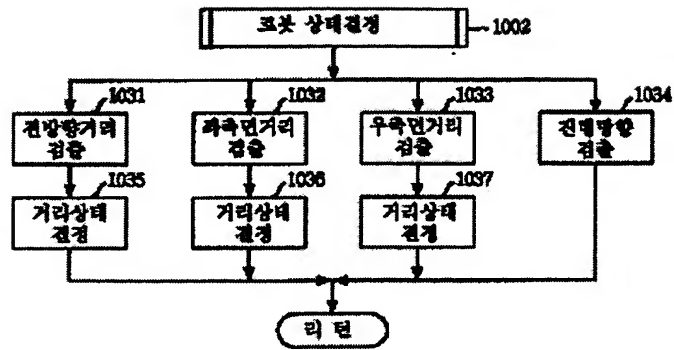 로봇 상태결정
1002
1031
1032
1033
1034
전방향거리
검출
좌측면거리
검출
우측면거리
검출
진행방향
검출
1035
1036
1037
거리상태
결정
거리상태
결정
거리상태
결정
리턴